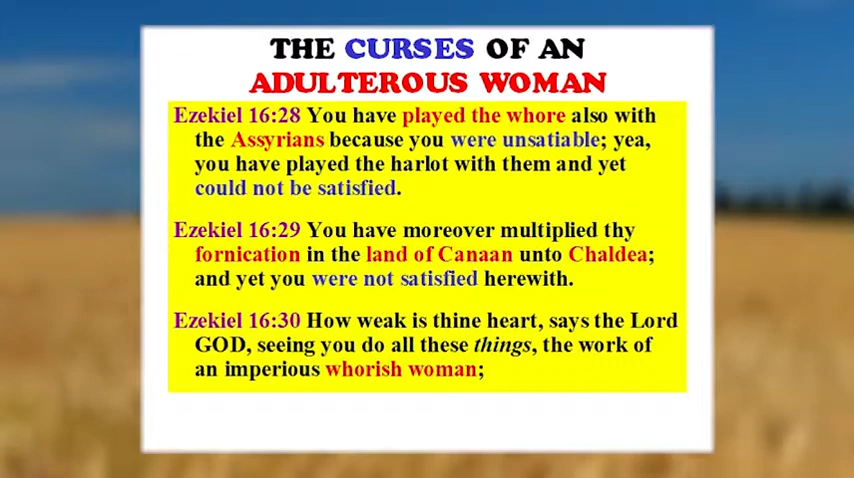 THE CURSES OF AN
ADULTEROUS WOMAN
Ezekiel 16:28 You have played the whore also with
the Assyrians because you were unsatiable; yea,
you have played the harlot with them and yet
could not be satisfied.
Ezekiel 16:29 You have moreover multiplied thy
fornication in the land of Canaan unto Chaldea;
and yet you were not satisfied herewith.
Ezekiel 16:30 How weak is thine heart, says the Lord
GOD, seeing you do all these things, the work of
an imperious whorish woman;